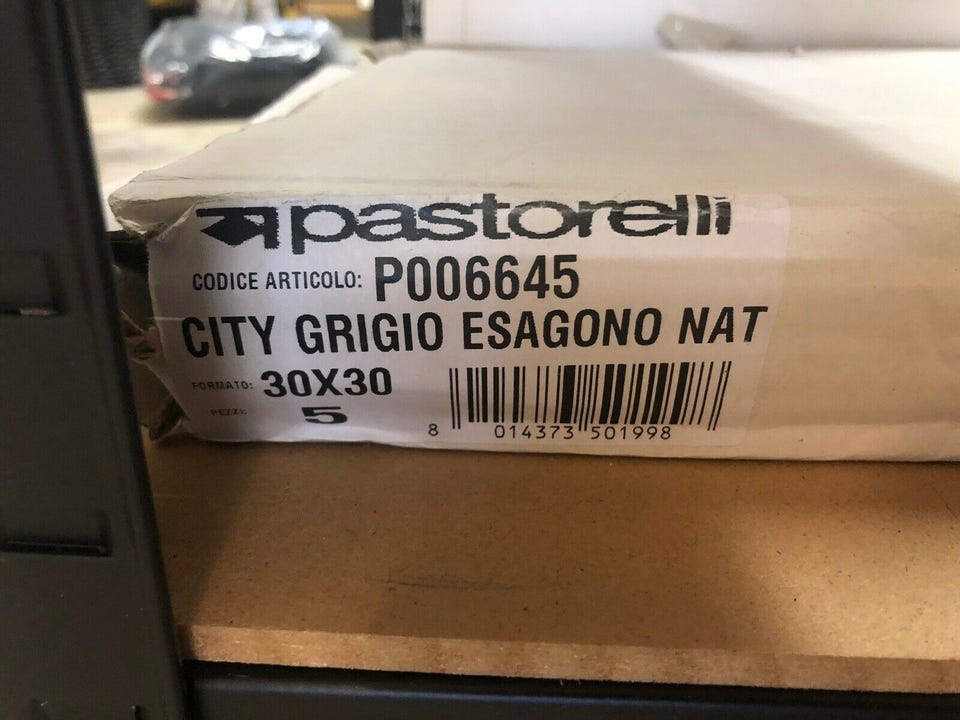 pastorelli
CODICE ARTICOLO: P006645
CITY GRIGIO ESAGONO NAT
FORMATO: 30X30
PEZZI: 5
8 014373 501998